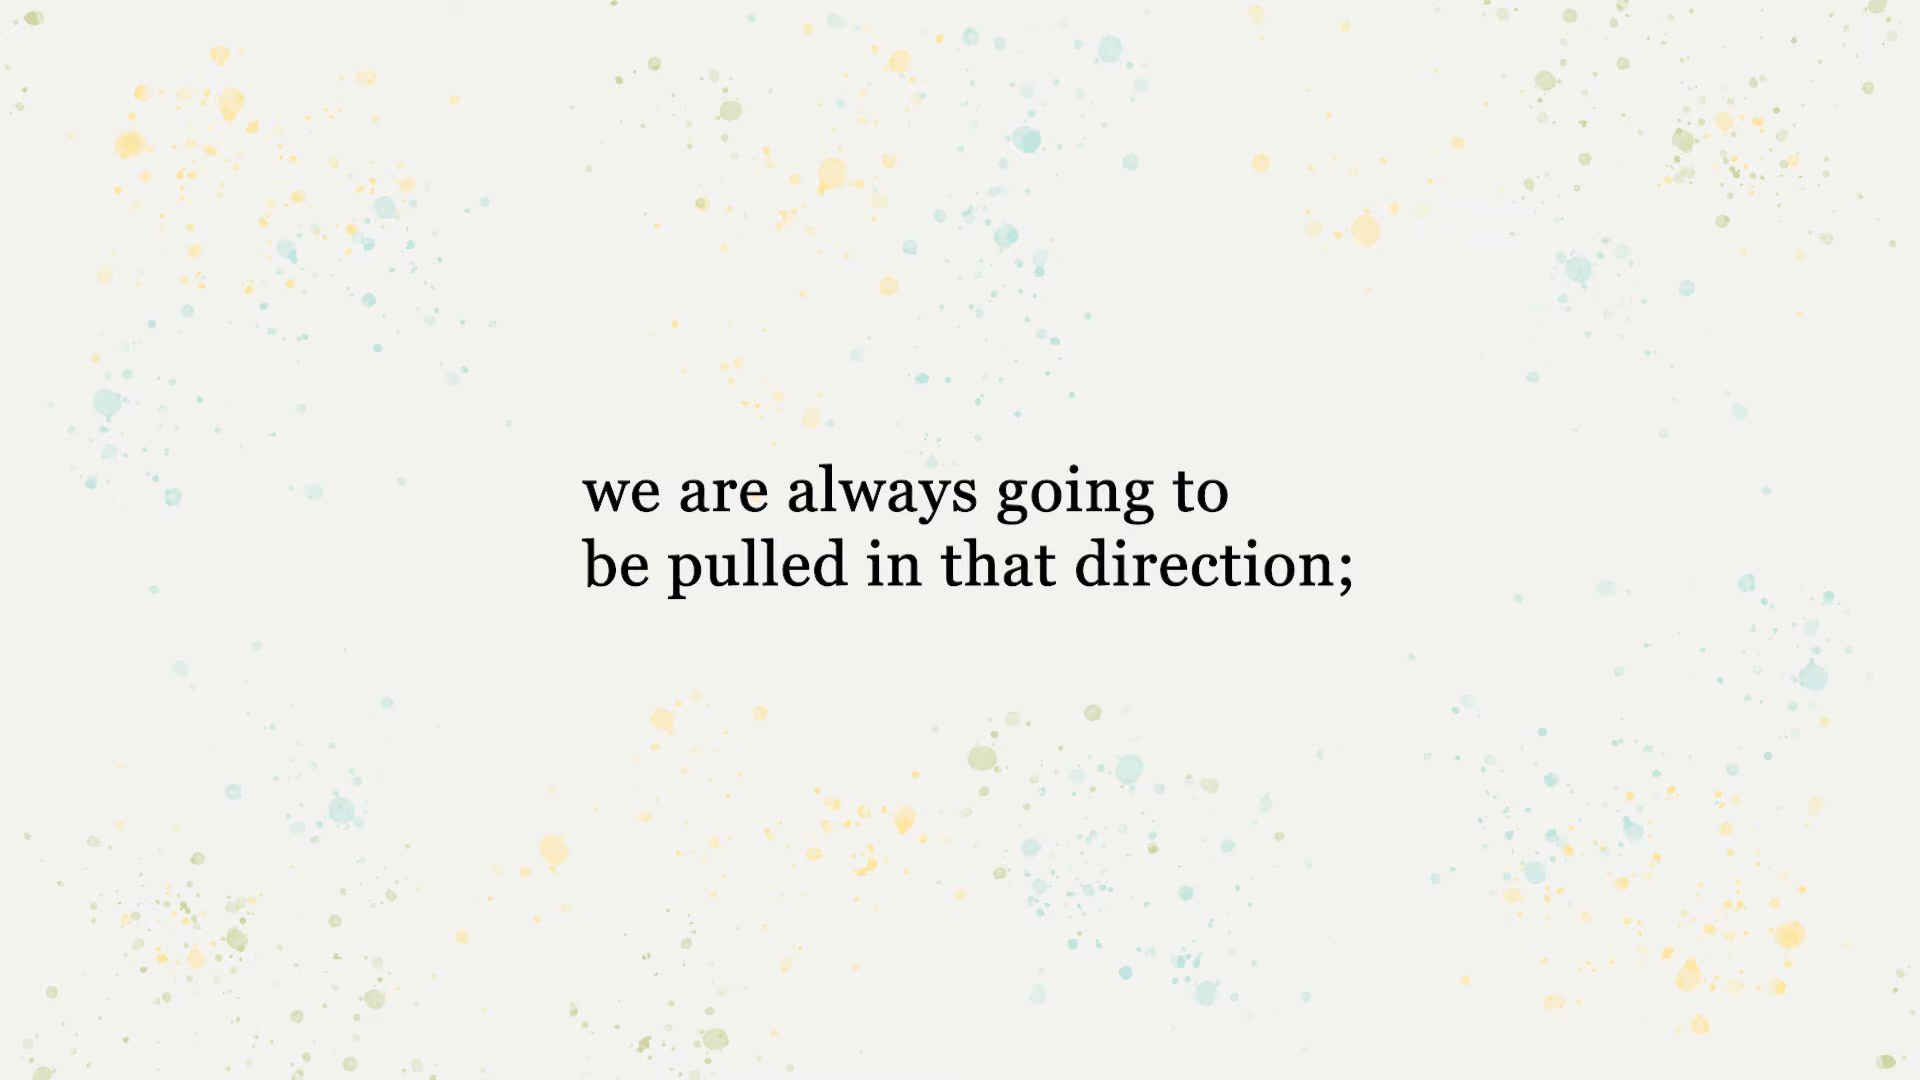 we are always going to
be pulled in that direction;